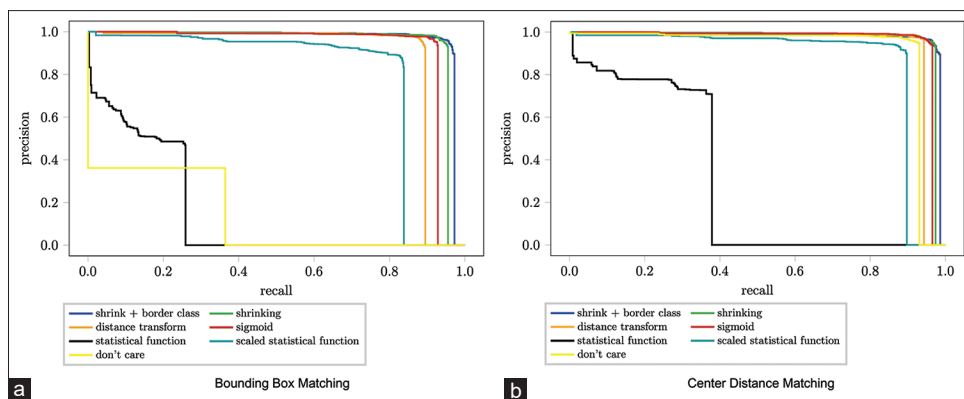 1.0
0.8
0.6
0.4
0.2
0.0
precision
0.0 0.2 0.4 0.6 0.8 1.0
recall
shrink + border class shrinking
distance transform sigmoid
statistical function scaled statistical function
don't care
a Bounding Box Matching
1.0
0.8
0.6
0.4
0.2
0.0
precision
0.0 0.2 0.4 0.6 0.8 1.0
recall
shrink + border class shrinking
distance transform sigmoid
statistical function scaled statistical function
don't care
b Center Distance Matching